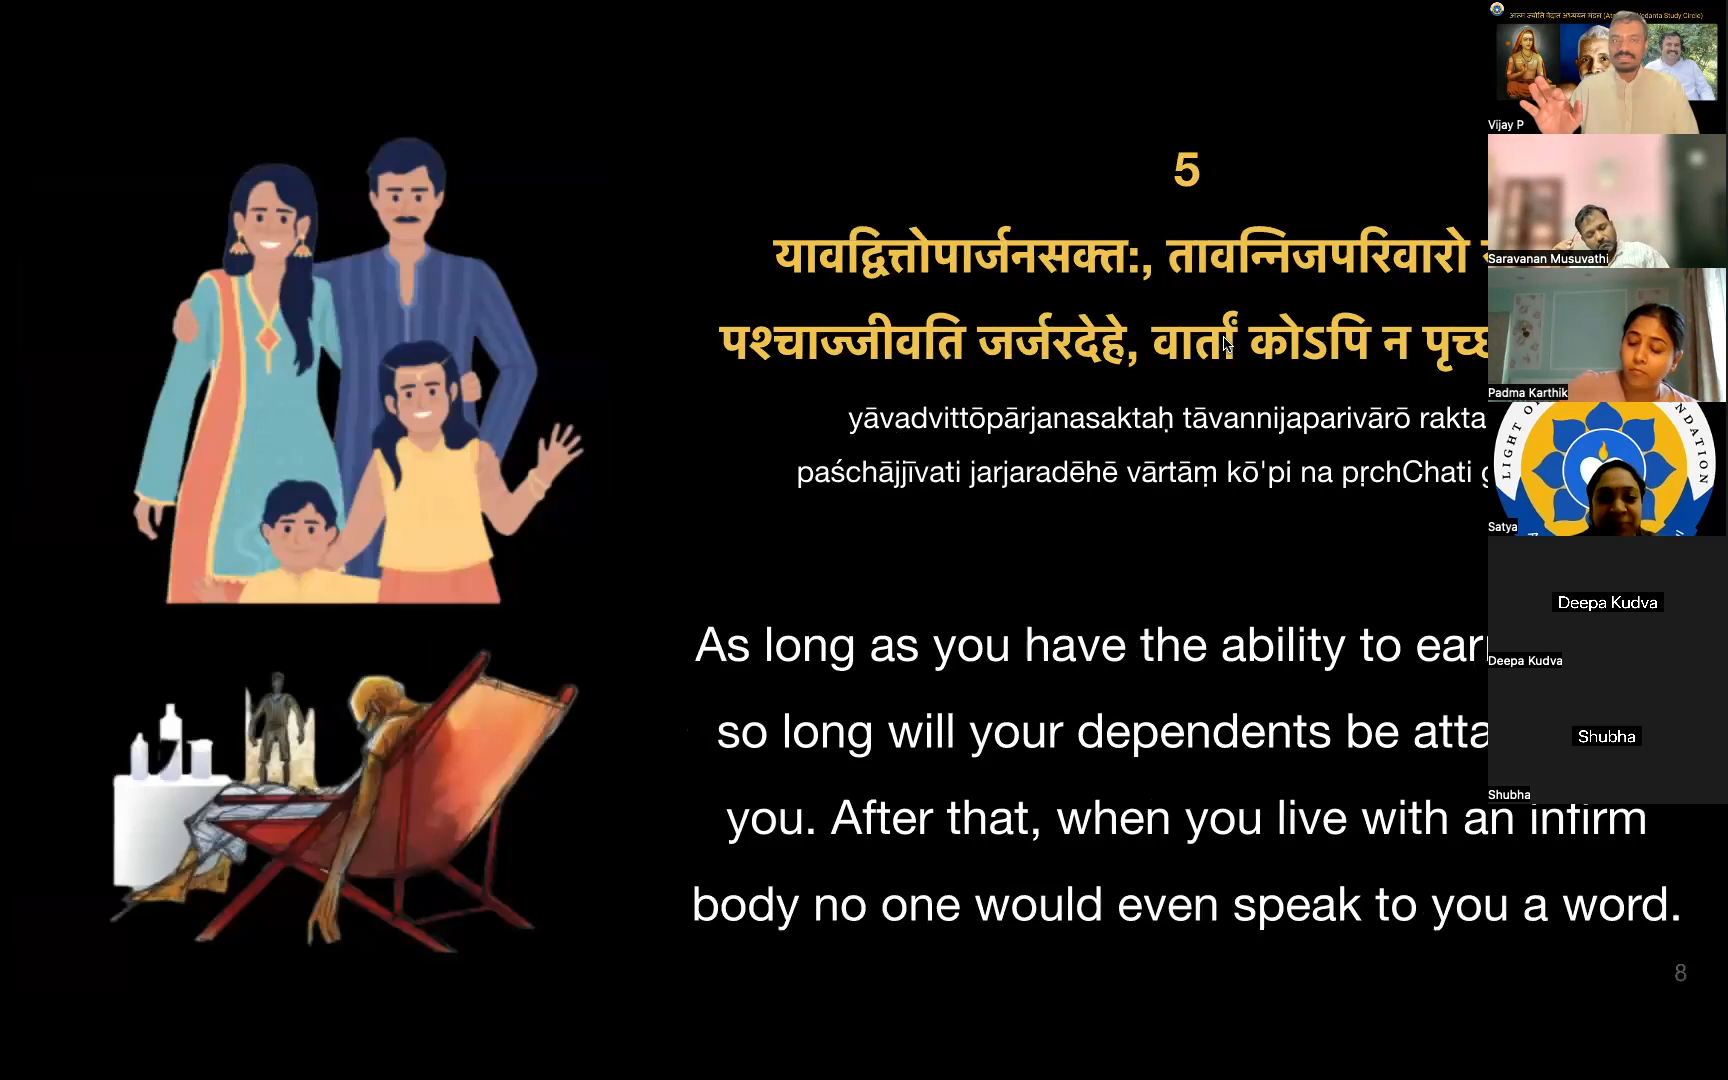 5
यावद्वित्तोपार्जनसक्त:, तावन्निजपरिवारो
पश्चाज्जीवति जर्जरदेहे, वार्तां कोऽपि न
yāvadvittōpārjanasaktaḥ tāvannijaparivārō rakta
paśchājjīvati jarjaradēhē vārtāṃ kō'pi na pṛchChati
As long as you have the ability to
so long will your dependents be
you. After that, when you live with an infirm
body no one would even speak to you a word.
8
Vijay P
Saravanan Musuvathi
Padma Karthik
LIGHT
Satya
Deepa Kudva
Deepa Kudva
Shubha
Shubha